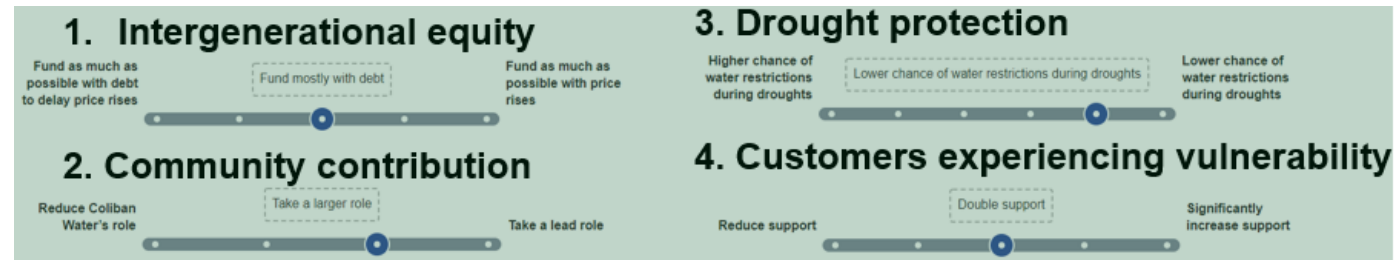 1. Intergenerational equity
Fund as much as
possible with debt
to delay price rises
Fund mostly with debt
Fund as much as
possible with price
rises
2. Community contribution
Reduce Coliban
Water's role
Take a larger role
Take a lead role
3. Drought protection
Higher chance of
water restrictions
during droughts
Lower chance of water restrictions during droughts
Lower chance of
water restrictions
during droughts
4. Customers experiencing vulnerability
Reduce support
Double support
Significantly
increase support